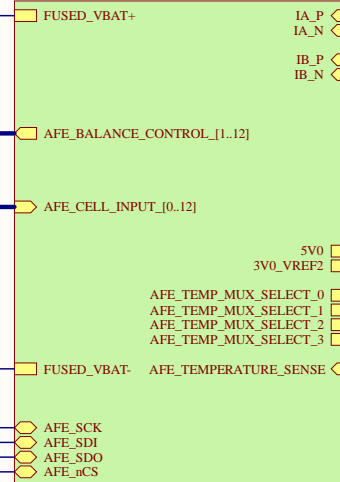 FUSED_VBAT+
IA_P
IA_N
IB_P
IB_N
AFE_BALANCE_CONTROL_[1..12]
AFE_CELL_INPUT_[0..12]
5V0
3V0_VREF2
AFE_TEMP_MUX_SELECT_0
AFE_TEMP_MUX_SELECT_1
AFE_TEMP_MUX_SELECT_2
AFE_TEMP_MUX_SELECT_3
FUSED_VBAT- AFE_TEMPERATURE_SENSE
AFE_SCK
AFE_SDI
AFE_SDO
AFE_nCS